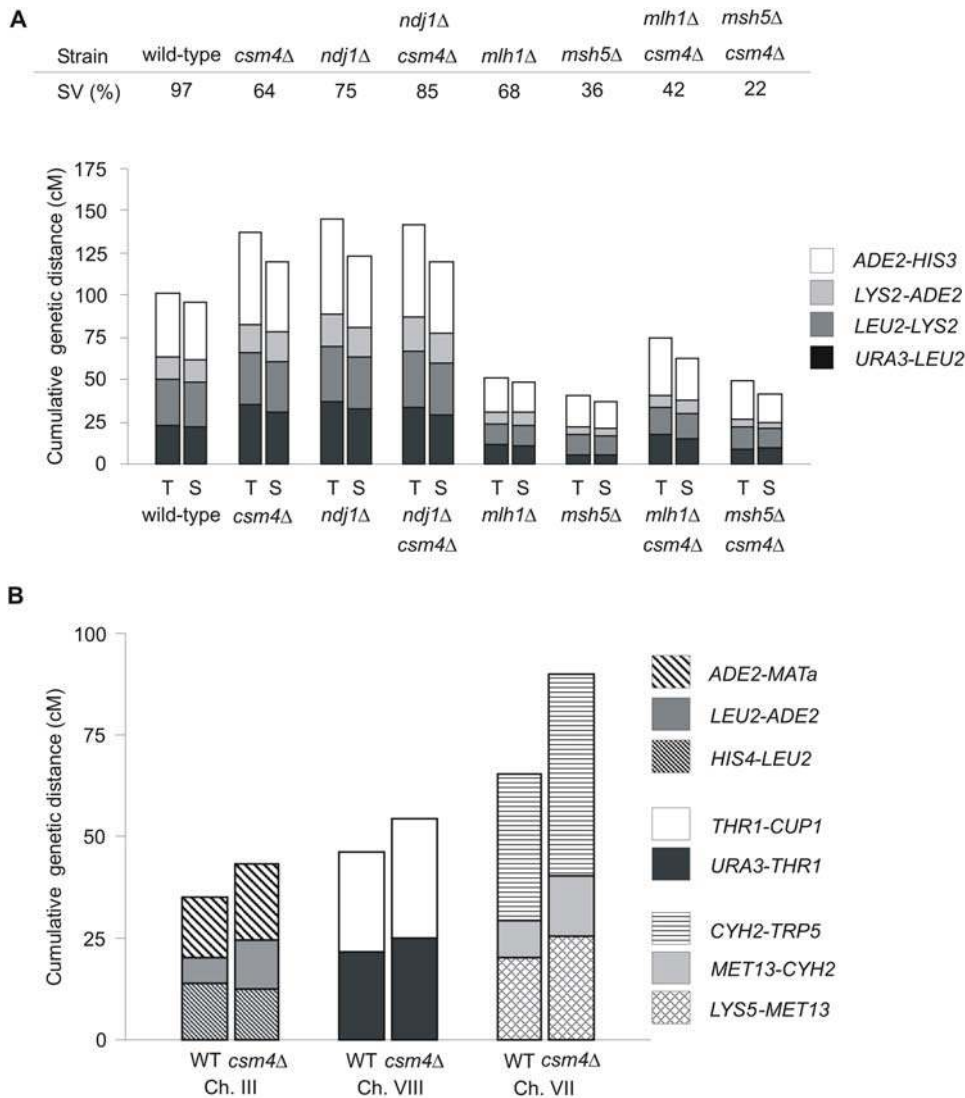 A
Strain wild-type csm4Δ ndj1Δ ndj1Δ csm4Δ mlh1Δ msh5Δ mlh1Δ csm4Δ msh5Δ csm4Δ
SV (%) 97 64 75 85 68 36 42 22
Cumulative genetic distance (cM)
175
150
125
100
75
50
25
0
T S T S T S T S T S T S T S T S
wild-type csm4Δ ndj1Δ ndj1Δ mlh1Δ msh5Δ mlh1Δ msh5Δ
csm4Δ csm4Δ csm4Δ
ADE2-HIS3
LYS2-ADE2
LEU2-LYS2
URA3-LEU2
B
Cumulative genetic distance (cM)
100
75
50
25
0
WT csm4Δ WT csm4Δ WT csm4Δ
Ch. III Ch. VIII Ch. VII
ADE2-MATa
LEU2-ADE2
HIS4-LEU2
THR1-CUP1
URA3-THR1
CYH2-TRP5
MET13-CYH2
LYS5-MET13